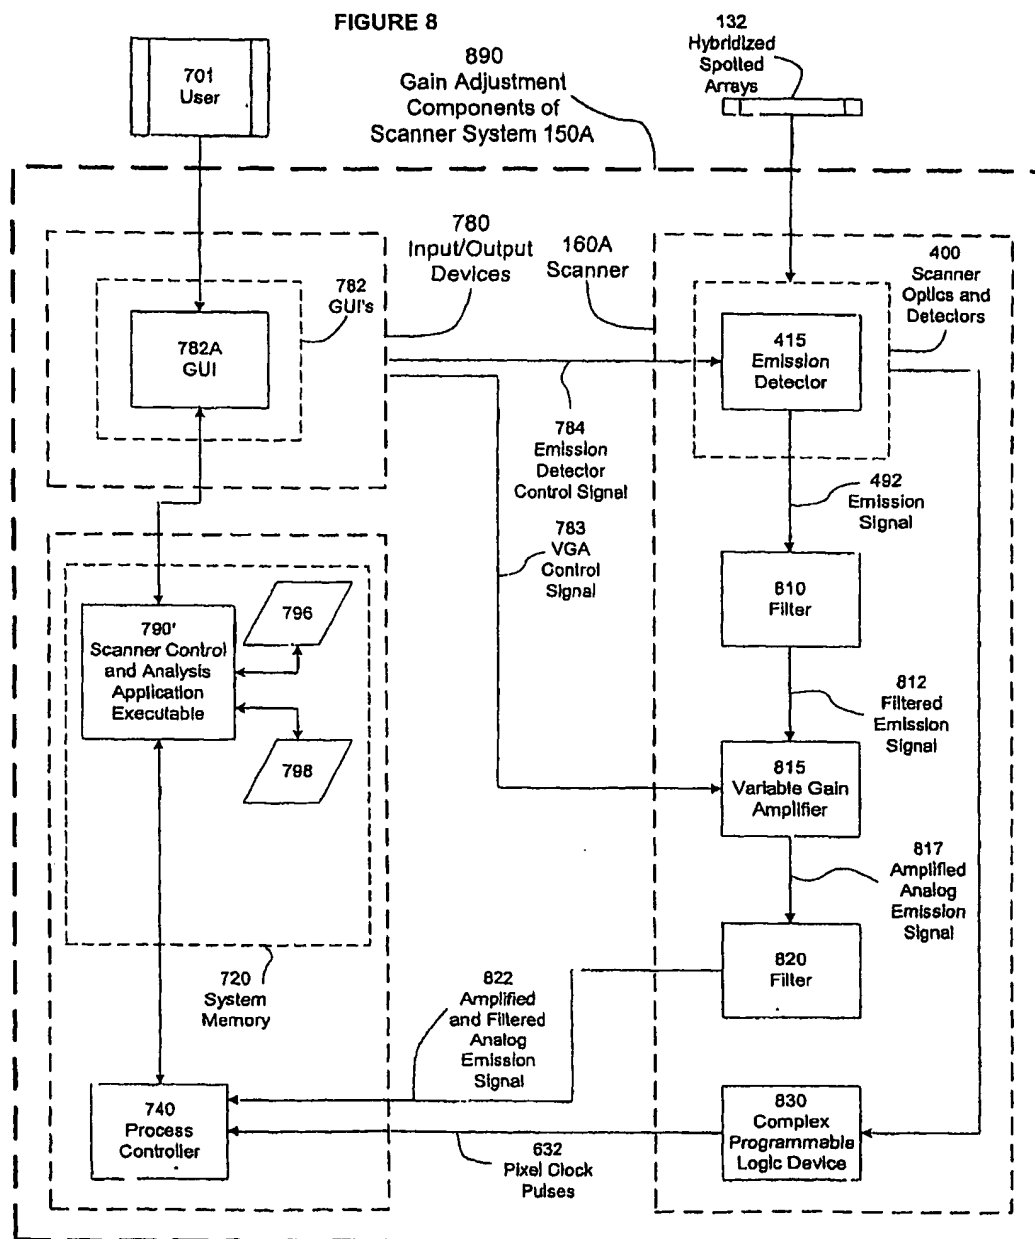 FIGURE 8
701
User
890
Gain Adjustment
Components of
Scanner System 150A
132
Hybridized
Spotted
Arrays
780
Input/Output
Devices
160A
Scanner
400
Scanner
Optics and
Detectors
782
GUI's
782A
GUI
415
Emission
Detector
784
Emission
Detector
Control Signal
492
Emission
Signal
783
VGA
Control
Signal
810
Filter
790'
Scanner Control
and Analysis
Application
Executable
796
798
812
Filtered
Emission
Signal
815
Variable Gain
Amplifier
817
Amplified
Analog
Emission
Signal
720
System
Memory
822
Amplified
and Filtered
Analog
Emission
Signal
820
Filter
740
Process
Controller
632
Pixel Clock
Pulses
830
Complex
Programmable
Logic Device